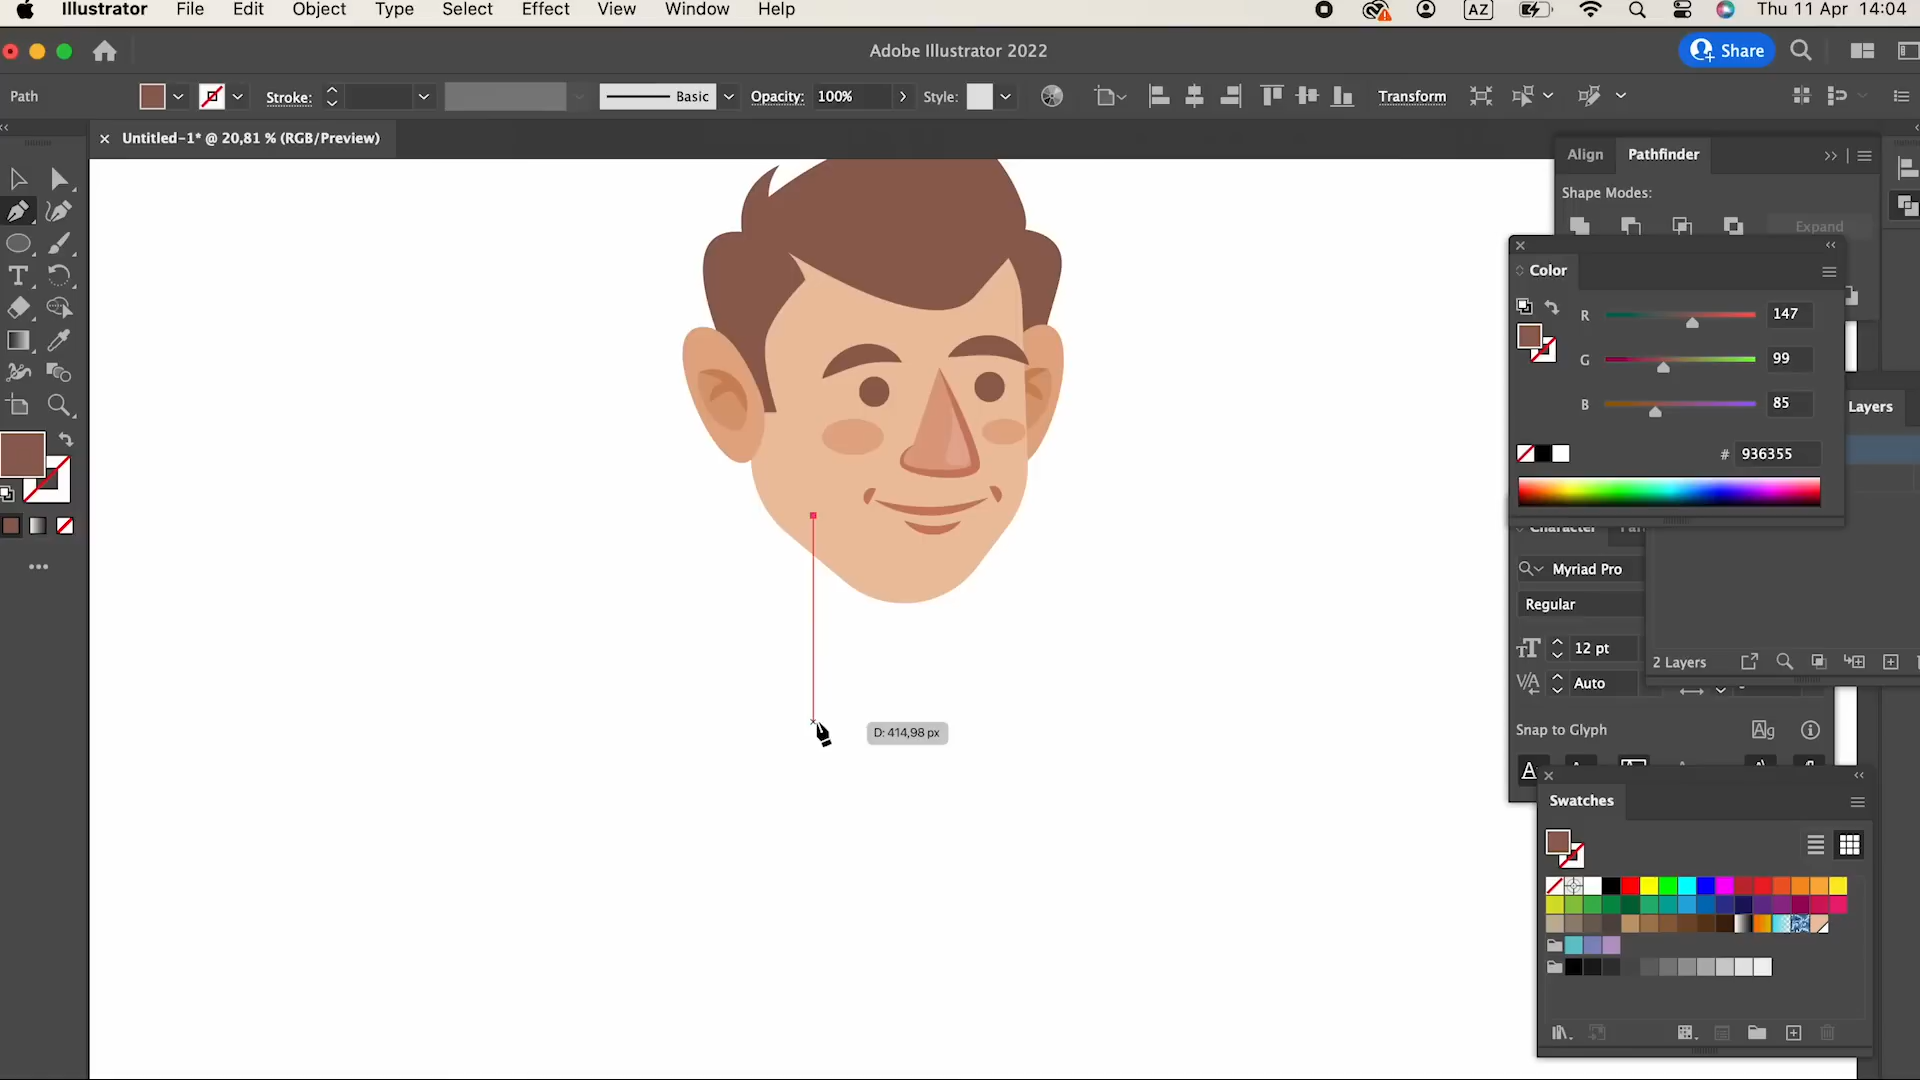 Illustrator File Edit Object Type Select Effect View Window Help AZ Thu 11 Apr 14:04
Adobe Illustrator 2022 Share
Path Stroke: Basic Opacity: 100% Style: Transform
× Untitled-1* @ 20,81 % (RGB/Preview)
Align Pathfinder
Shape Modes:
Expand
Color
R 147
G 99
B 85
# 936355
Layers
Character
Myriad Pro
Regular
12 pt
2 Layers
Auto
Snap to Glyph
D: 414,98 px
Swatches